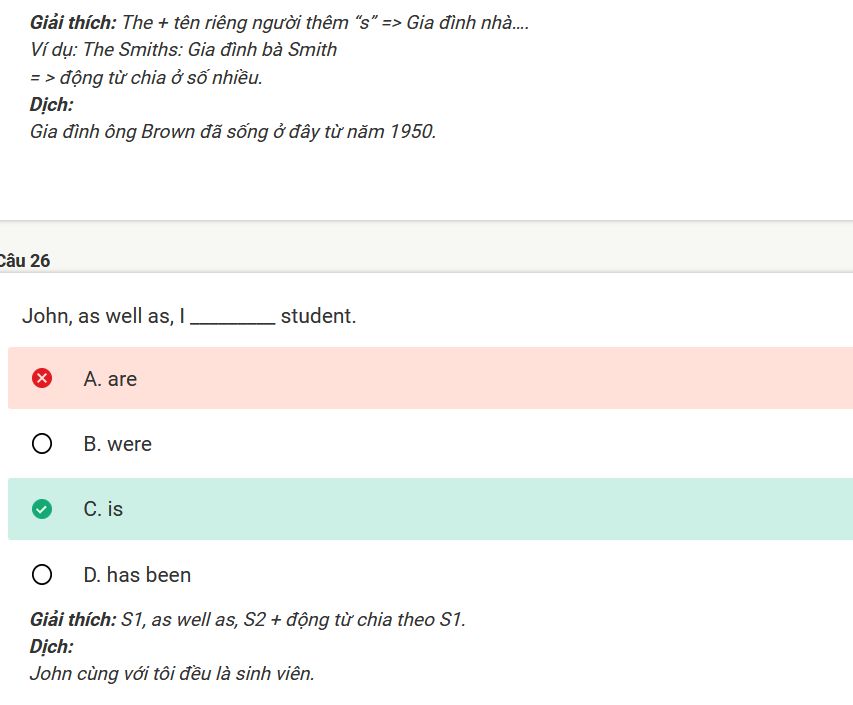 Giải thích: The + tên riêng người thêm “s” => Gia đình nhà....
Ví dụ: The Smiths: Gia đình bà Smith
= > động từ chia ở số nhiều.
Dịch:
Gia đình ông Brown đã sống ở đây từ năm 1950.
Câu 26
John, as well as, I _________ student.
A. are
B. were
C. is
D. has been
Giải thích: S1, as well as, S2 + động từ chia theo S1.
Dịch:
John cùng với tôi đều là sinh viên.